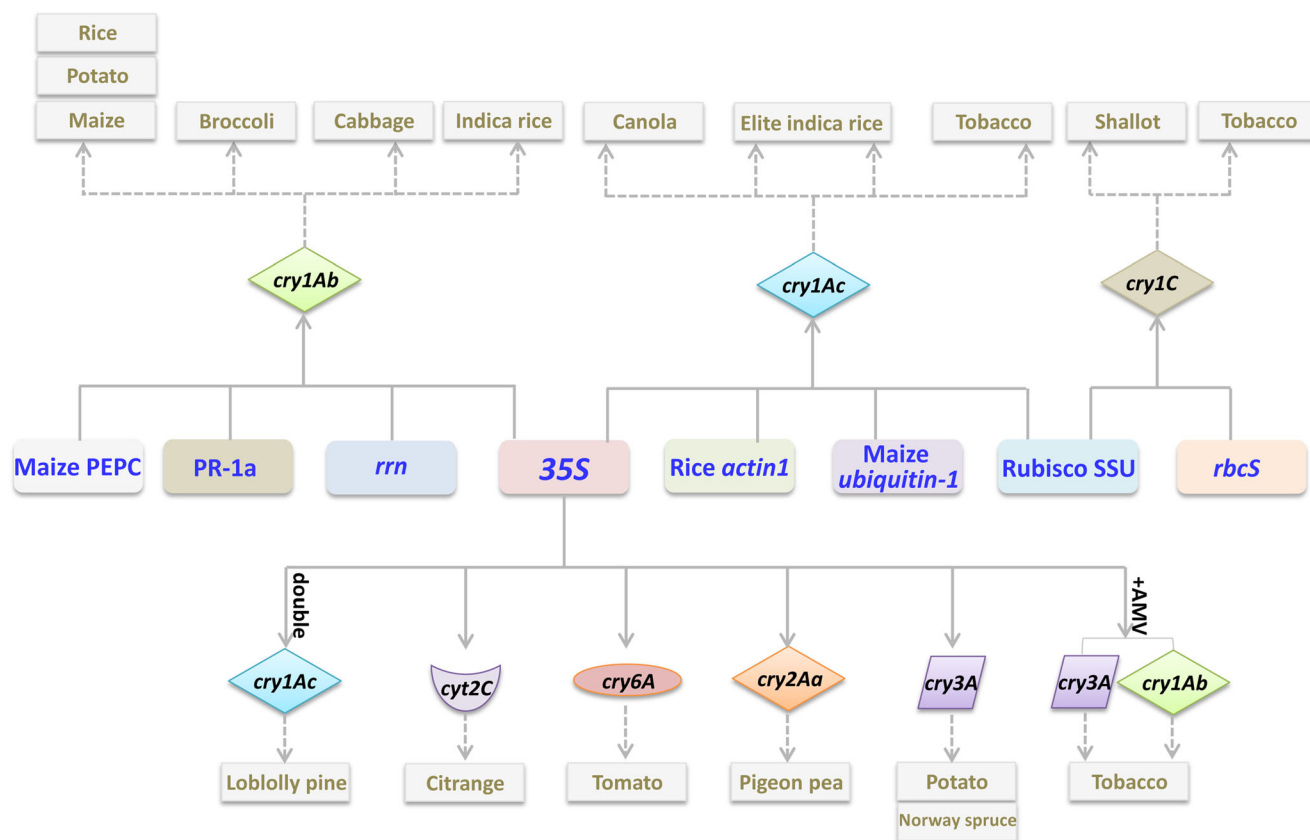 Rice
Potato
Maize
Broccoli
Cabbage
Indica rice
Canola
Elite indica rice
Tobacco
Shallot
Tobacco
cry1Ab
cry1Ac
cry1C
Maize PEPC
PR-1a
rrn
35S
Rice actin1
Maize
ubiquitin-1
Rubisco SSU
rbcS
double
+AMV
cry1Ac
cyt2C
cry6A
cry2Aa
cry3A
cry3A
cry1Ab
Loblolly pine
Citrange
Tomato
Pigeon pea
Potato
Tobacco
Norway spruce